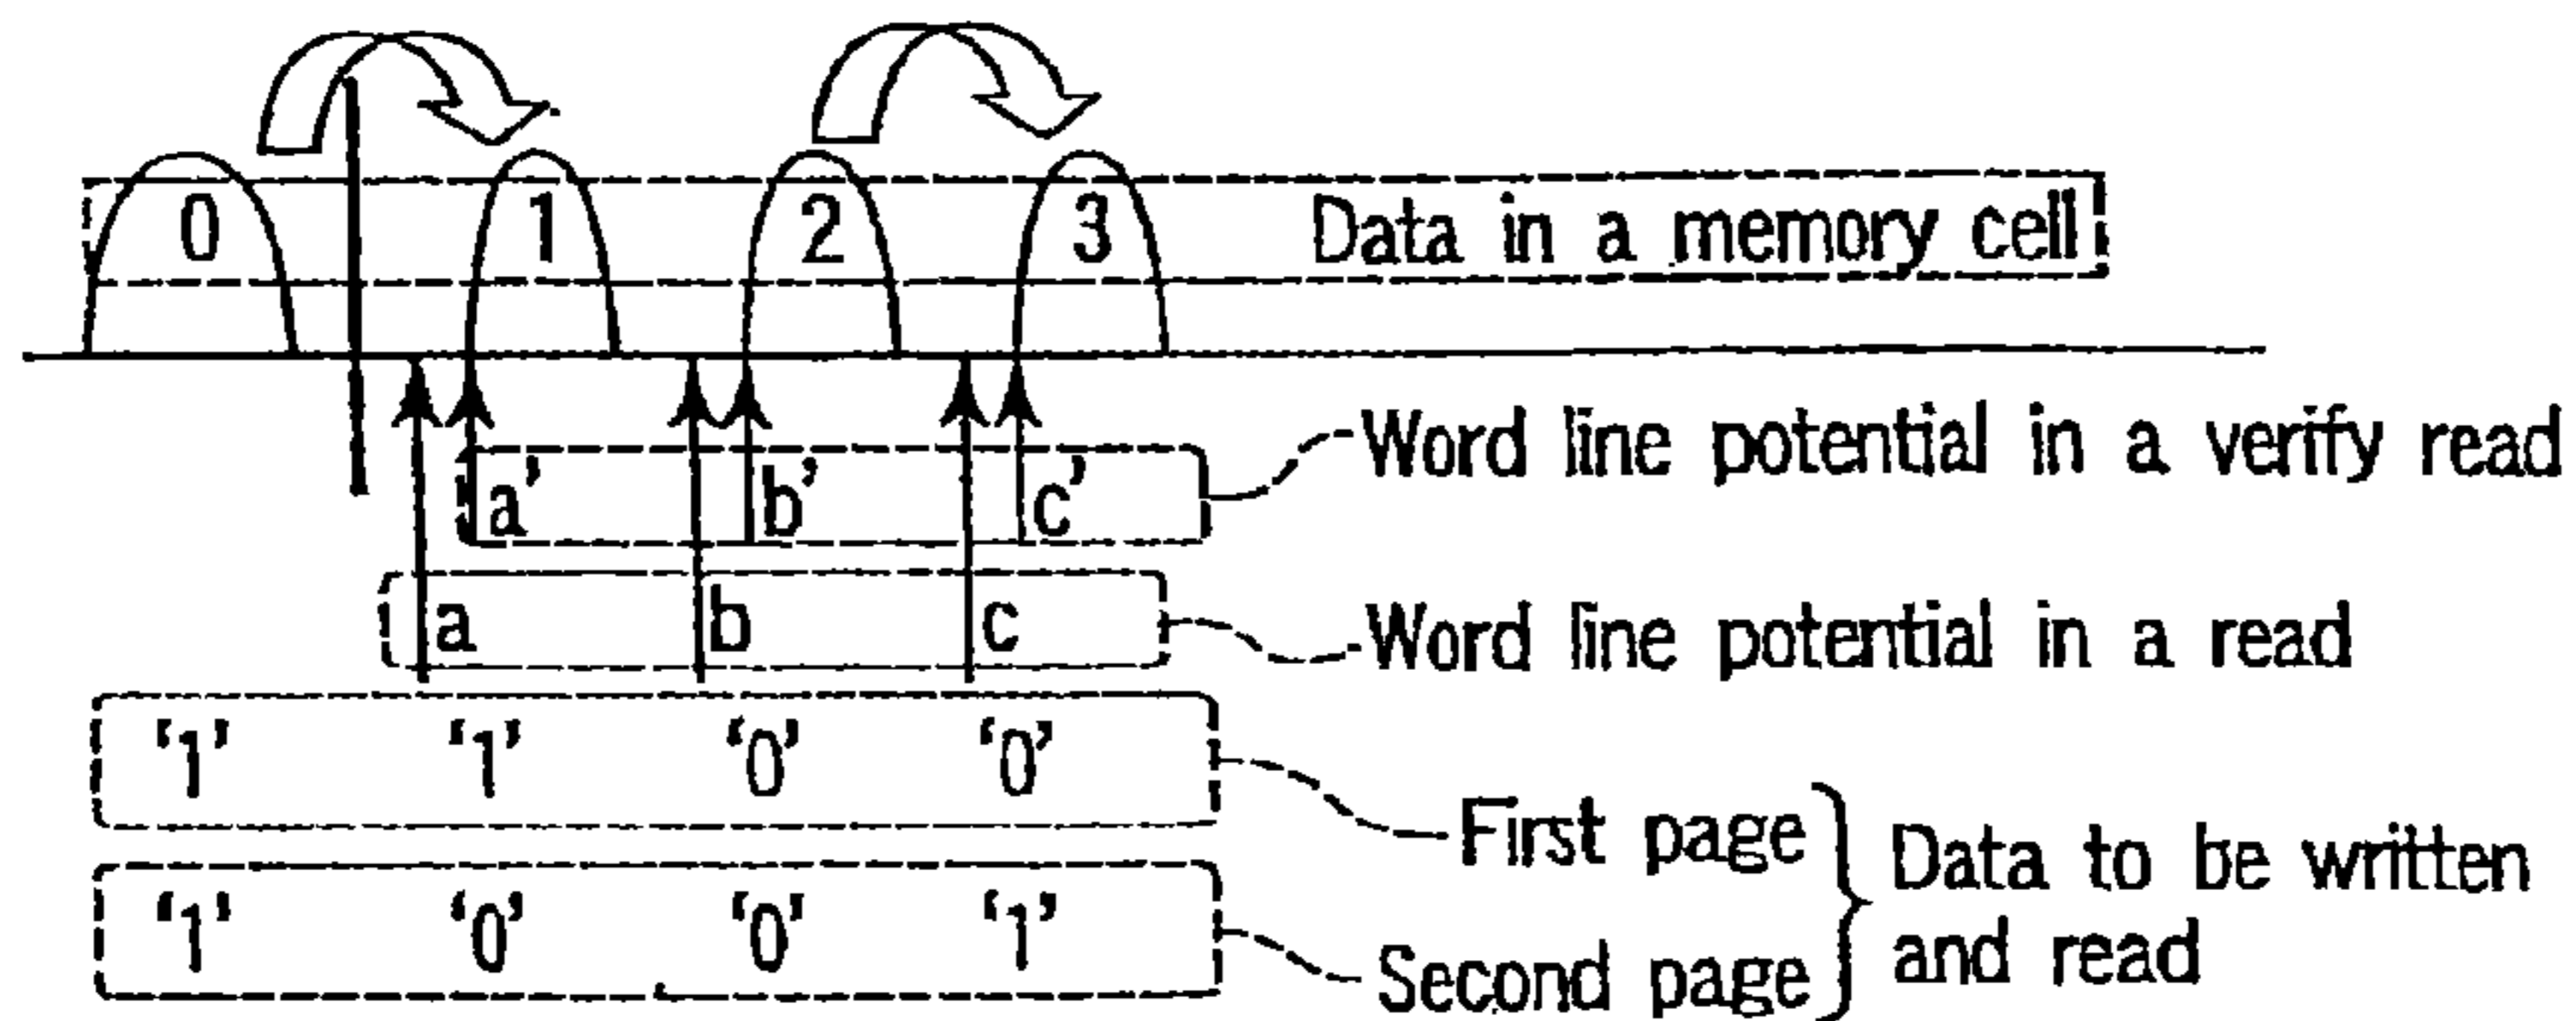 0 1 2 3 Data in a memory cell
Word line potential in a verify read
a' b' c'
a b c Word line potential in a read
‘1’ ‘1’ ‘0’ ‘0’
First page
‘1’ ‘0’ ‘0’ ‘1’
Second page
Data to be written
and read